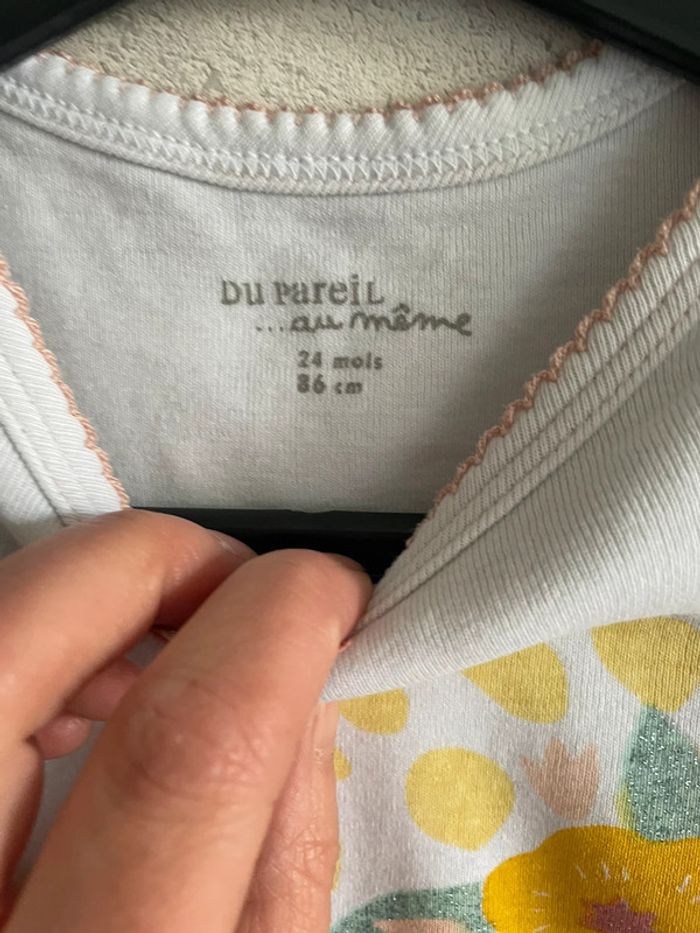 Du Pareil
...au même
24 mois
86 cm